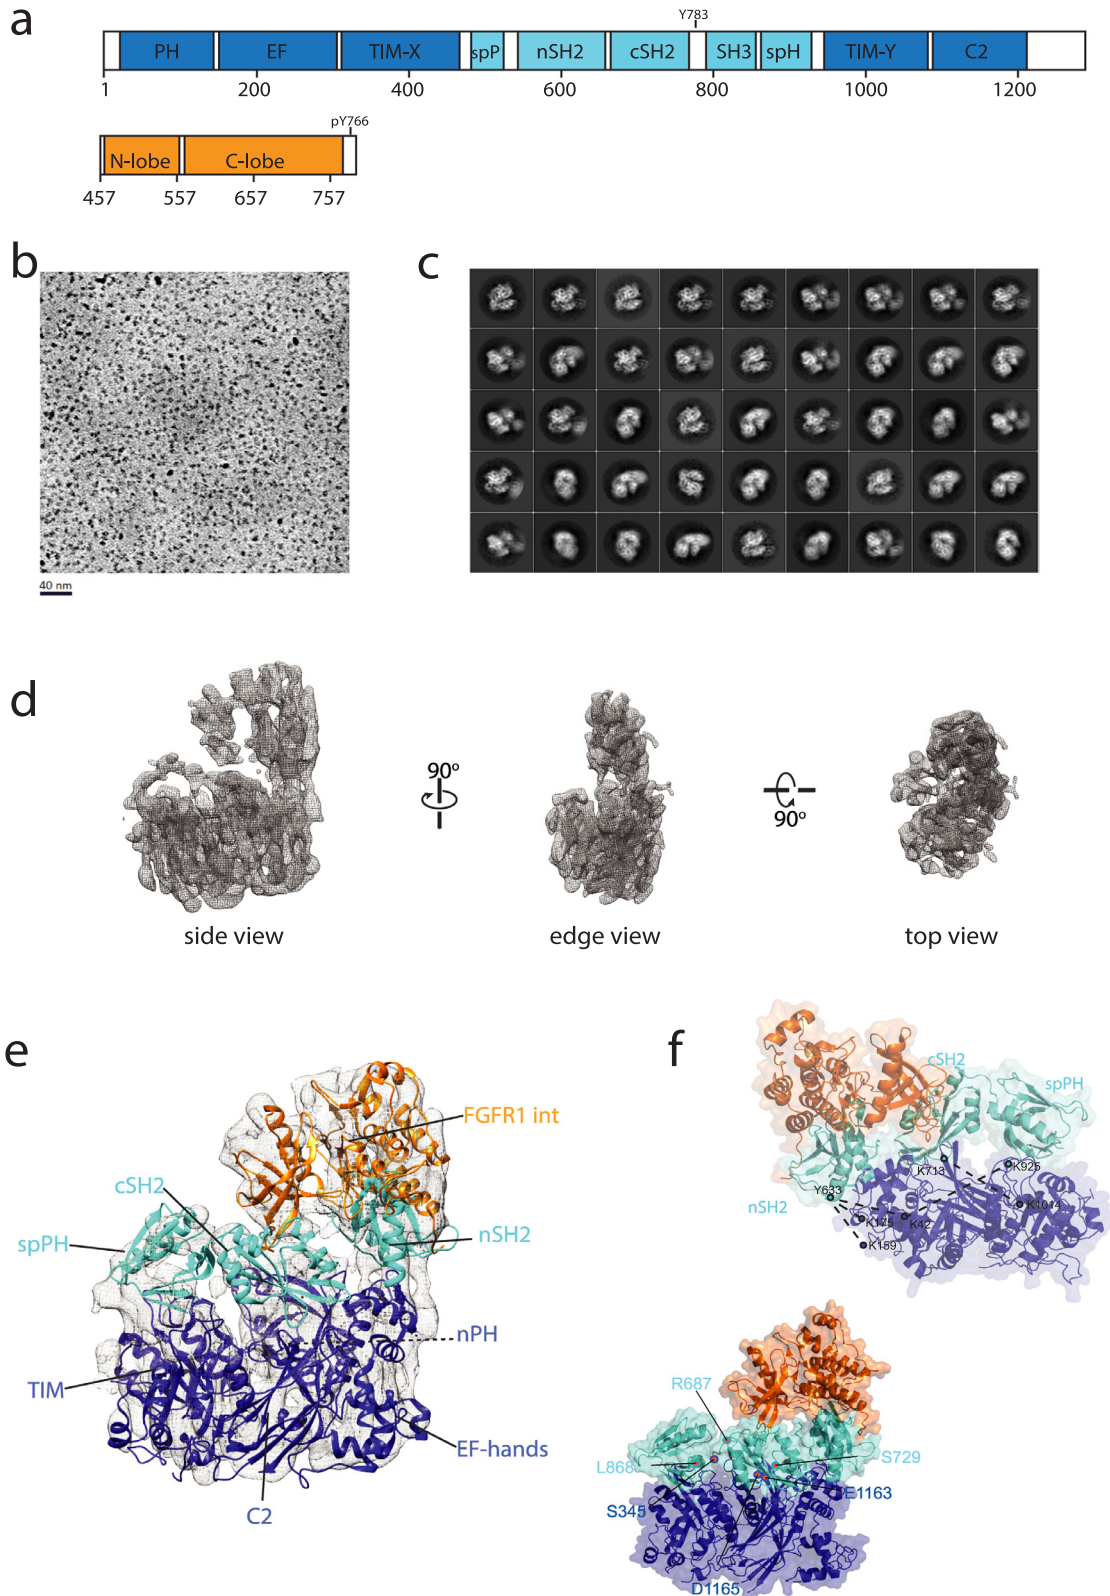 a
Y783
PH EF TIM-X spP nSH2 cSH2 SH3 spH TIM-Y C2
1 200 400 600 800 1000 1200
pY766
N-lobe C-lobe
457 557 657 757
b
c
40 nm
d
90º
90º
side view
edge view
top view
e
FGFR1 int
cSH2
spPH
nSH2
nPH
TIM
EF-hands
C2
f
cSH2
spPH
K713
K925
Y633
nSH2
K175
K42
K1014
K159
R687
L868
S729
S345
E1163
D1165